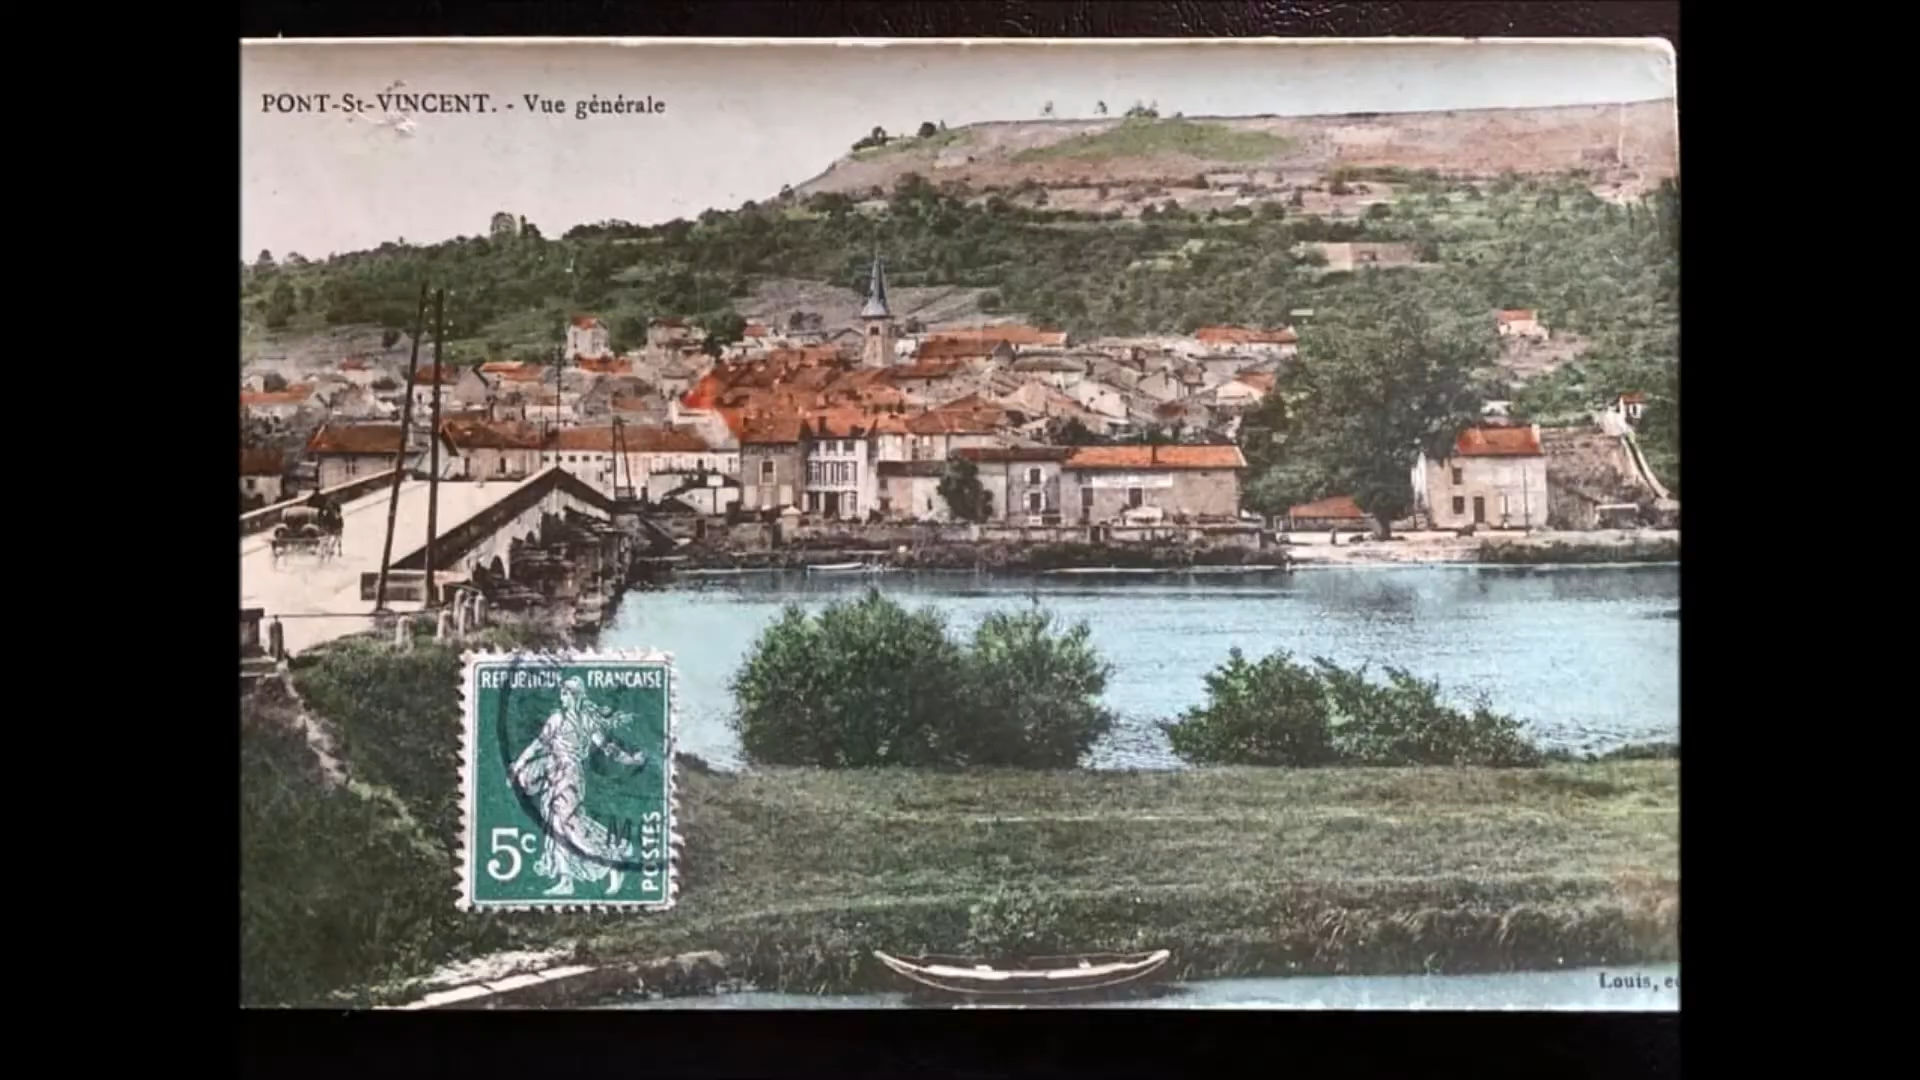 PONT-St-VINCENT. - Vue générale
REPUBLIQUE FRANCAISE
5c
POSTES
Louis,